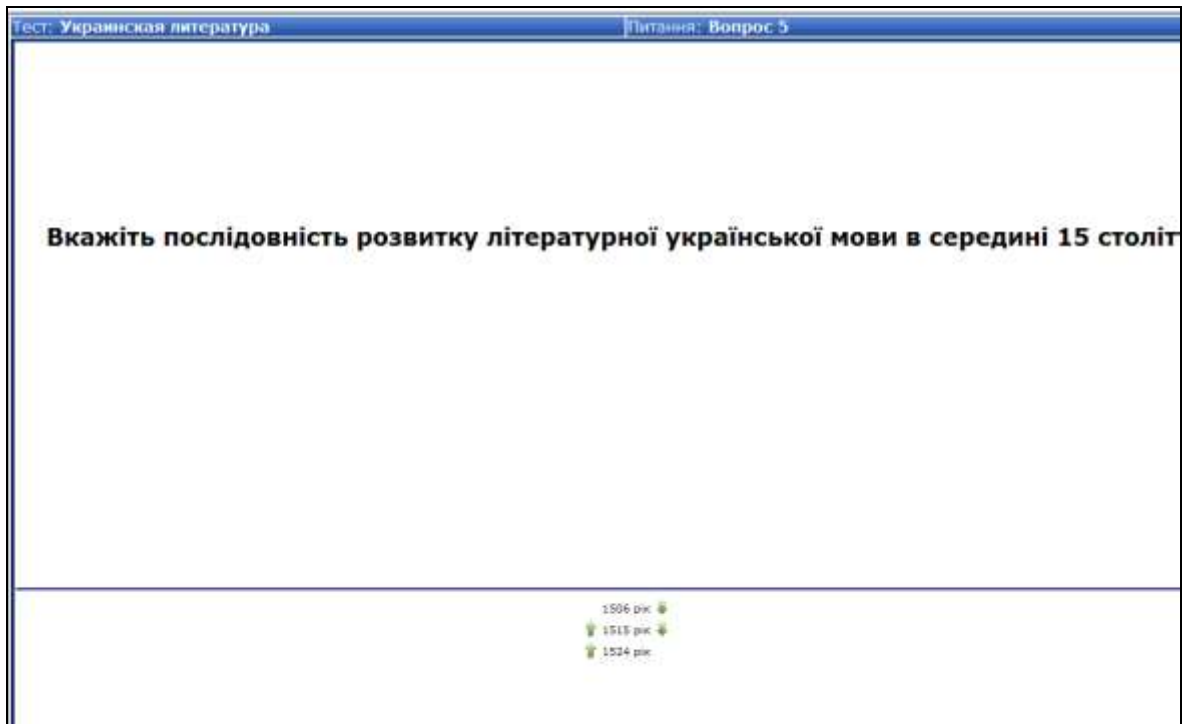 Тест: Украинская литература Питання: Вопрос 5
Вкажіть послідовність розвитку літературної української мови в середині 15 століт
1506 рік
1515 рік
1524 рік